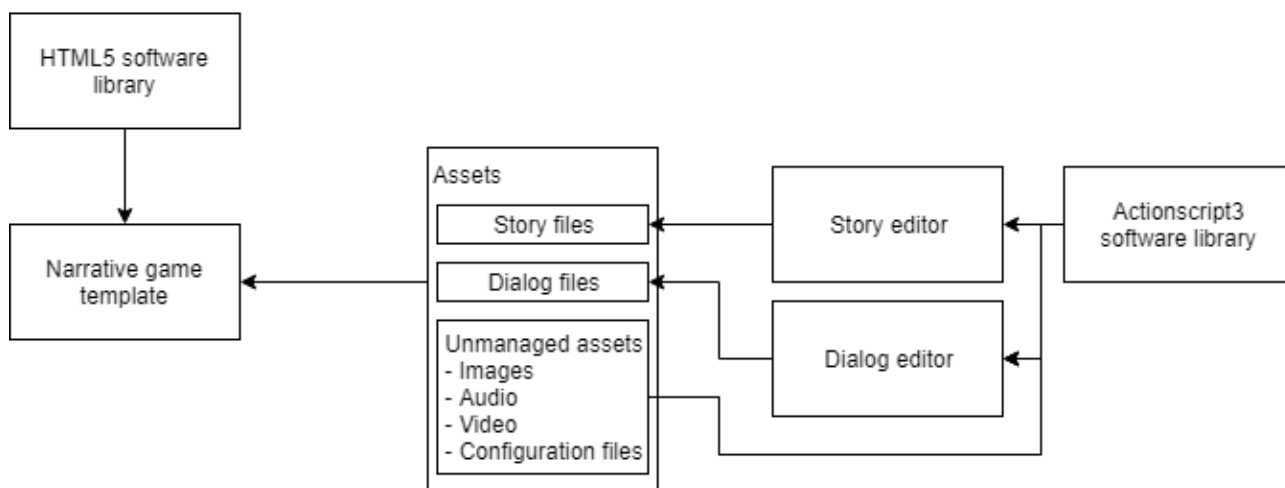 HTML5 software
library
Narrative game
template
Assets
Story files
Dialog files
Unmanaged assets
- Images
- Audio
- Video
- Configuration files
Story editor
Dialog editor
Actionscript3
software library